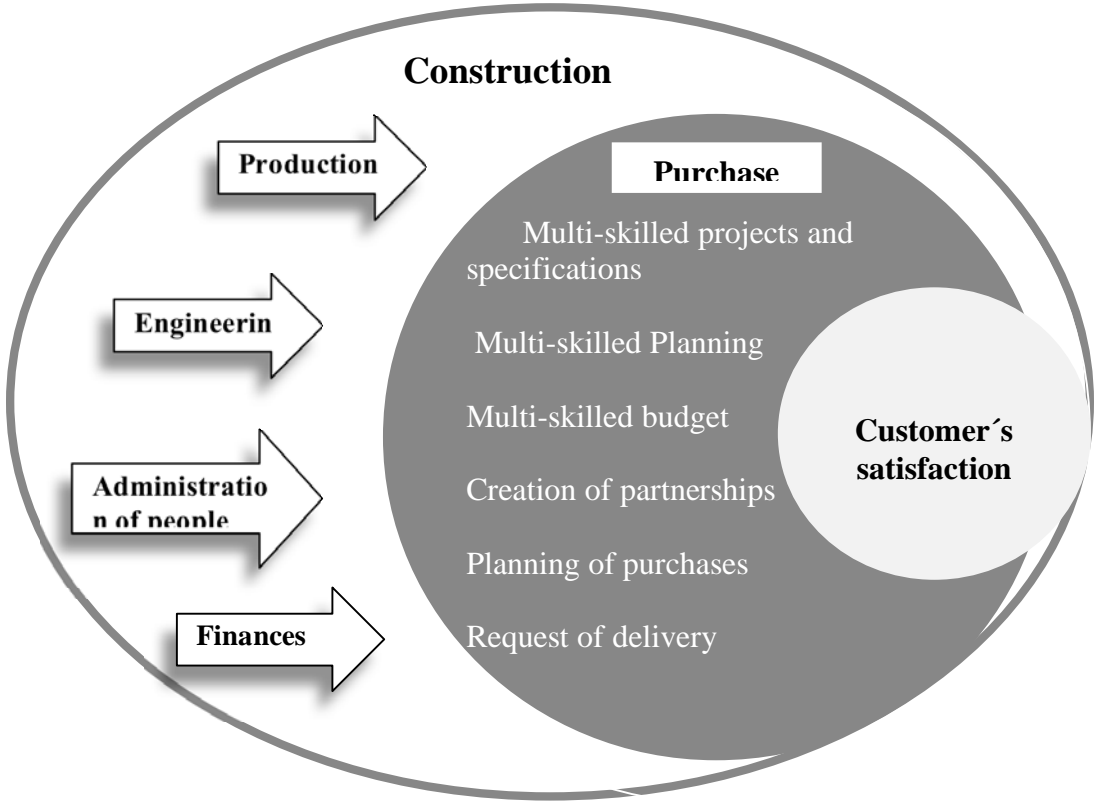 Construction
Production
Purchase
Multi-skilled projects and
specifications
Engineerin
Multi-skilled Planning
Multi-skilled budget
Customer´s
satisfaction
Administratio
n of people
Creation of partnerships
Planning of purchases
Finances
Request of delivery